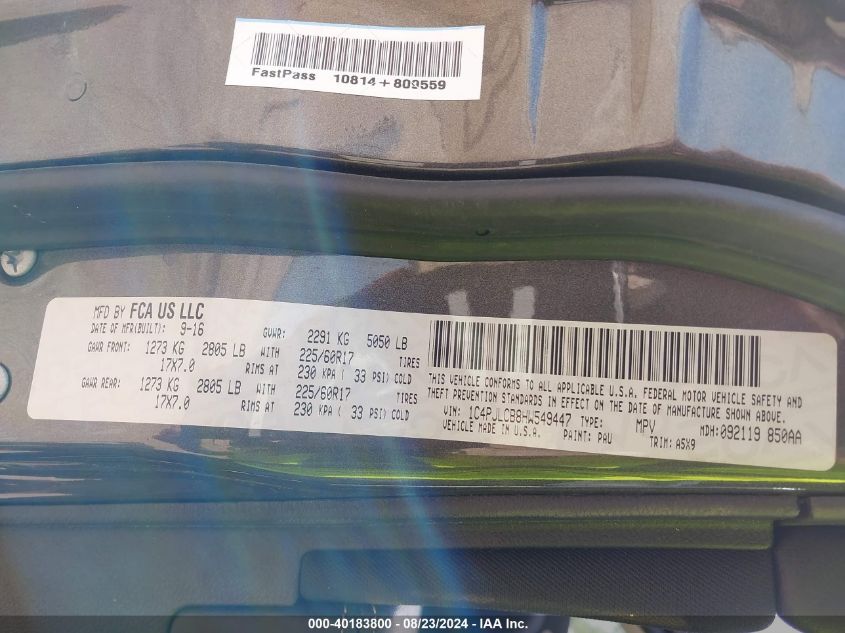 FastPass 10814+809559
MFD BY FCA US LLC
DATE OF MFR(BUILT): 9-16 GVWR: 2291 KG 5050 LB
GAWR FRONT: 1273 KG 2805 LB WITH 225/60R17 TIRES
17X7.0 RIMS AT 230 KPA ( 33 PSI) COLD
GAWR REAR: 1273 KG 2805 LB WITH 225/60R17 TIRES
17X7.0 RIMS AT 230 KPA ( 33 PSI) COLD
THIS VEHICLE CONFORMS TO ALL APPLICABLE U.S.A. FEDERAL MOTOR VEHICLE SAFETY AND
THEFT PREVENTION STANDARDS IN EFFECT ON THE DATE OF MANUFACTURE SHOWN ABOVE.
VIN: 1C4PJLCB8HW549447 TYPE: MPV MDH:092119 850AA
VEHICLE MADE IN U.S.A. PAINT: PAU TRIM: A5X9
000-40183800 - 08/23/2024 - IAA Inc.